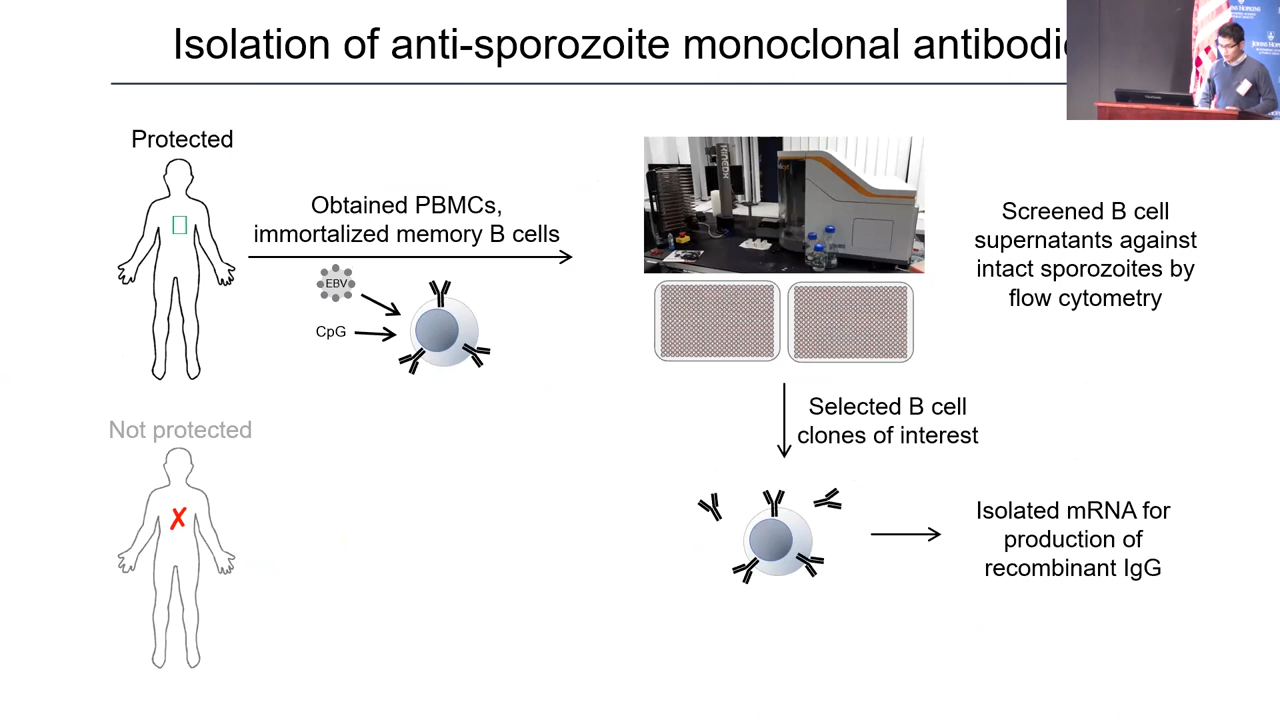 Isolation of anti-sporozoite monoclonal
Protected
Obtained PBMCs,
immortalized memory B cells
EBV
CpG
Screened B cell
supernatants against
intact sporozoites by
flow cytometry
Selected B cell
clones of interest
Not protected
Isolated mRNA for
production of
recombinant IgG